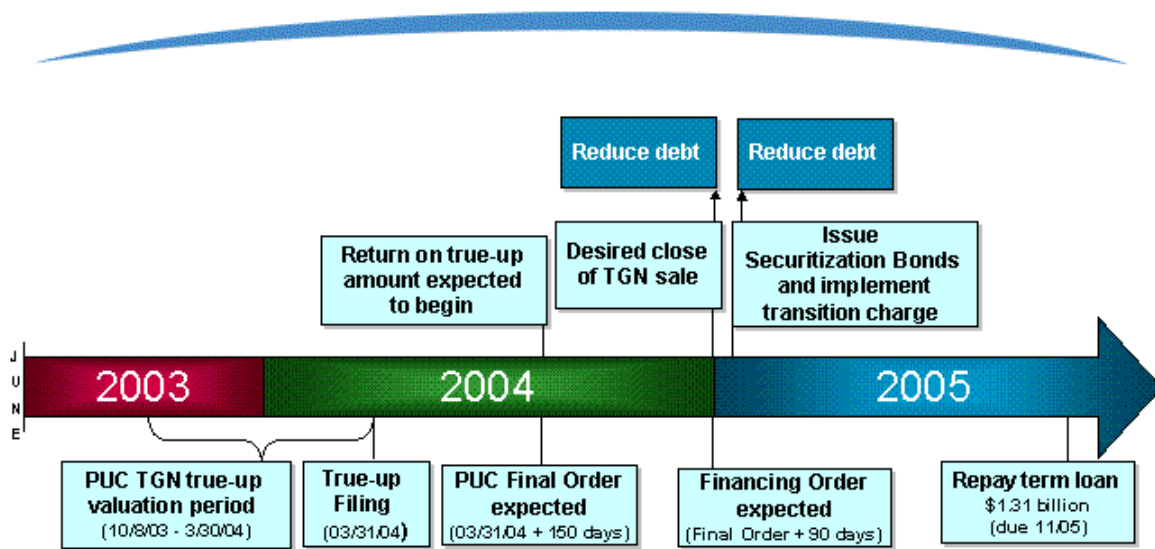 Reduce debt
Reduce debt
Return on true-up
amount expected
to begin
Desired close
of TGN sale
Issue
Securitization Bonds
and implement
transition charge
JUNE
2003
2004
2005
PUC TGN true-up
valuation period
(10/8/03 - 3/30/04)
True-up
Filing
(03/31/04)
PUC Final Order
expected
(03/31/04 + 150 days)
Financing Order
expected
(Final Order + 90 days)
Repay term loan
$1.31 billion
(due 11/05)